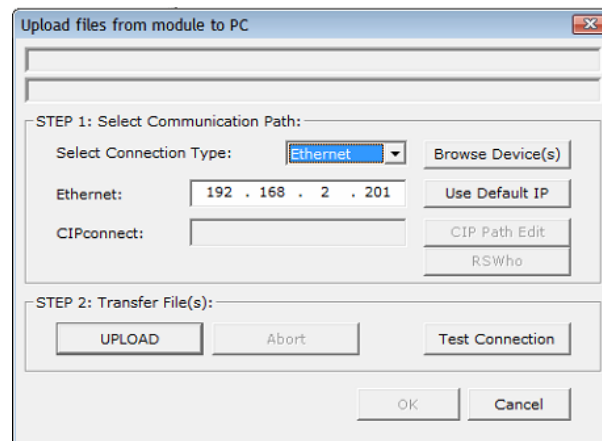 Upload files from module to PC
STEP 1: Select Communication Path:
Select Connection Type: Ethernet Browse Device(s)
Ethernet: 192 . 168 . 2 . 201 Use Default IP
CIPconnect: CIP Path Edit
RSWho
STEP 2: Transfer File(s):
UPLOAD Abort Test Connection
OK Cancel